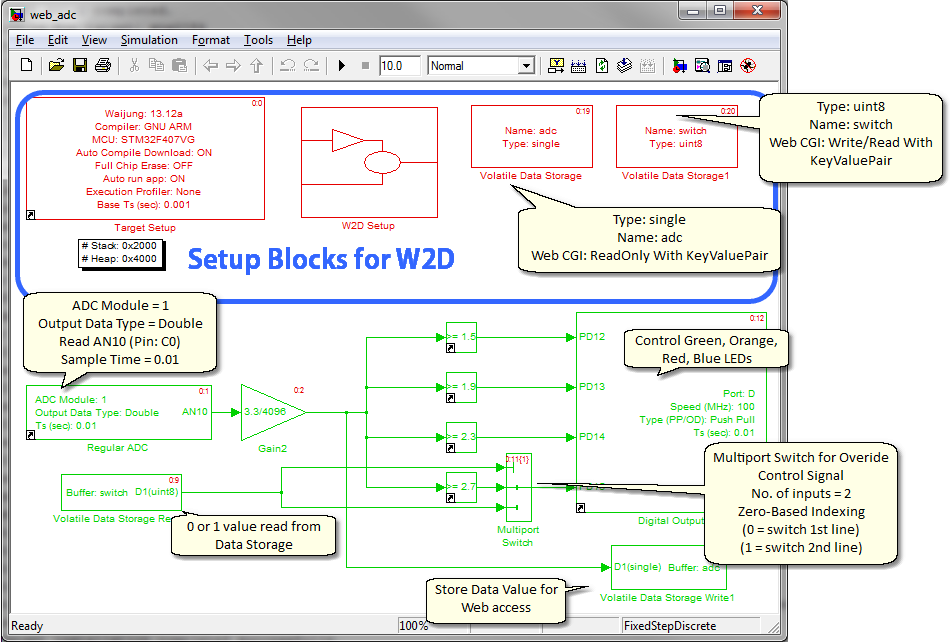 web_adc
File Edit View Simulation Format Tools Help
10.0 Normal
0:0
Waijung: 13.12a
Compiler: GNU ARM
MCU: STM32F407VG
Auto Compile Download: ON
Full Chip Erase: OFF
Auto run app: ON
Execution Profiler: None
Base Ts (sec): 0.001
Target Setup
# Stack: 0x2000
# Heap: 0x4000
W2D Setup
0:19
Name: adc
Type: single
Volatile Data Storage
0:20
Name: switch
Type: uint8
Volatile Data Storage1
Type: uint8
Name: switch
Web CGI: Write/Read With
KeyValuePair
Type: single
Name: adc
Web CGI: ReadOnly With KeyValuePair
Setup Blocks for W2D
ADC Module = 1
Output Data Type = Double
Read AN10 (Pin: C0)
Sample Time = 0.01
0:1
ADC Module: 1
Output Data Type: Double
Ts (sec): 0.01
AN10
Regular ADC
0:2
3.3/4096
Gain2
>= 1.5
>= 1.9
>= 2.3
>= 2.7
0:12
PD12
PD13
PD14
Control Green, Orange,
Red, Blue LEDs
Port: D
Speed (MHz): 100
Type (PP/OD): Push Pull
Ts (sec): 0.01
Digital Output
0:9
Buffer: switch D1(uint8)
Volatile Data Storage Re
0 or 1 value read from
Data Storage
0:11{1}
Multiport
Switch
Multiport Switch for Overide
Control Signal
No. of inputs = 2
Zero-Based Indexing
(0 = switch 1st line)
(1 = switch 2nd line)
D1(single) Buffer: adc
Volatile Data Storage Write1
Store Data Value for
Web access
Ready
100%
FixedStepDiscrete